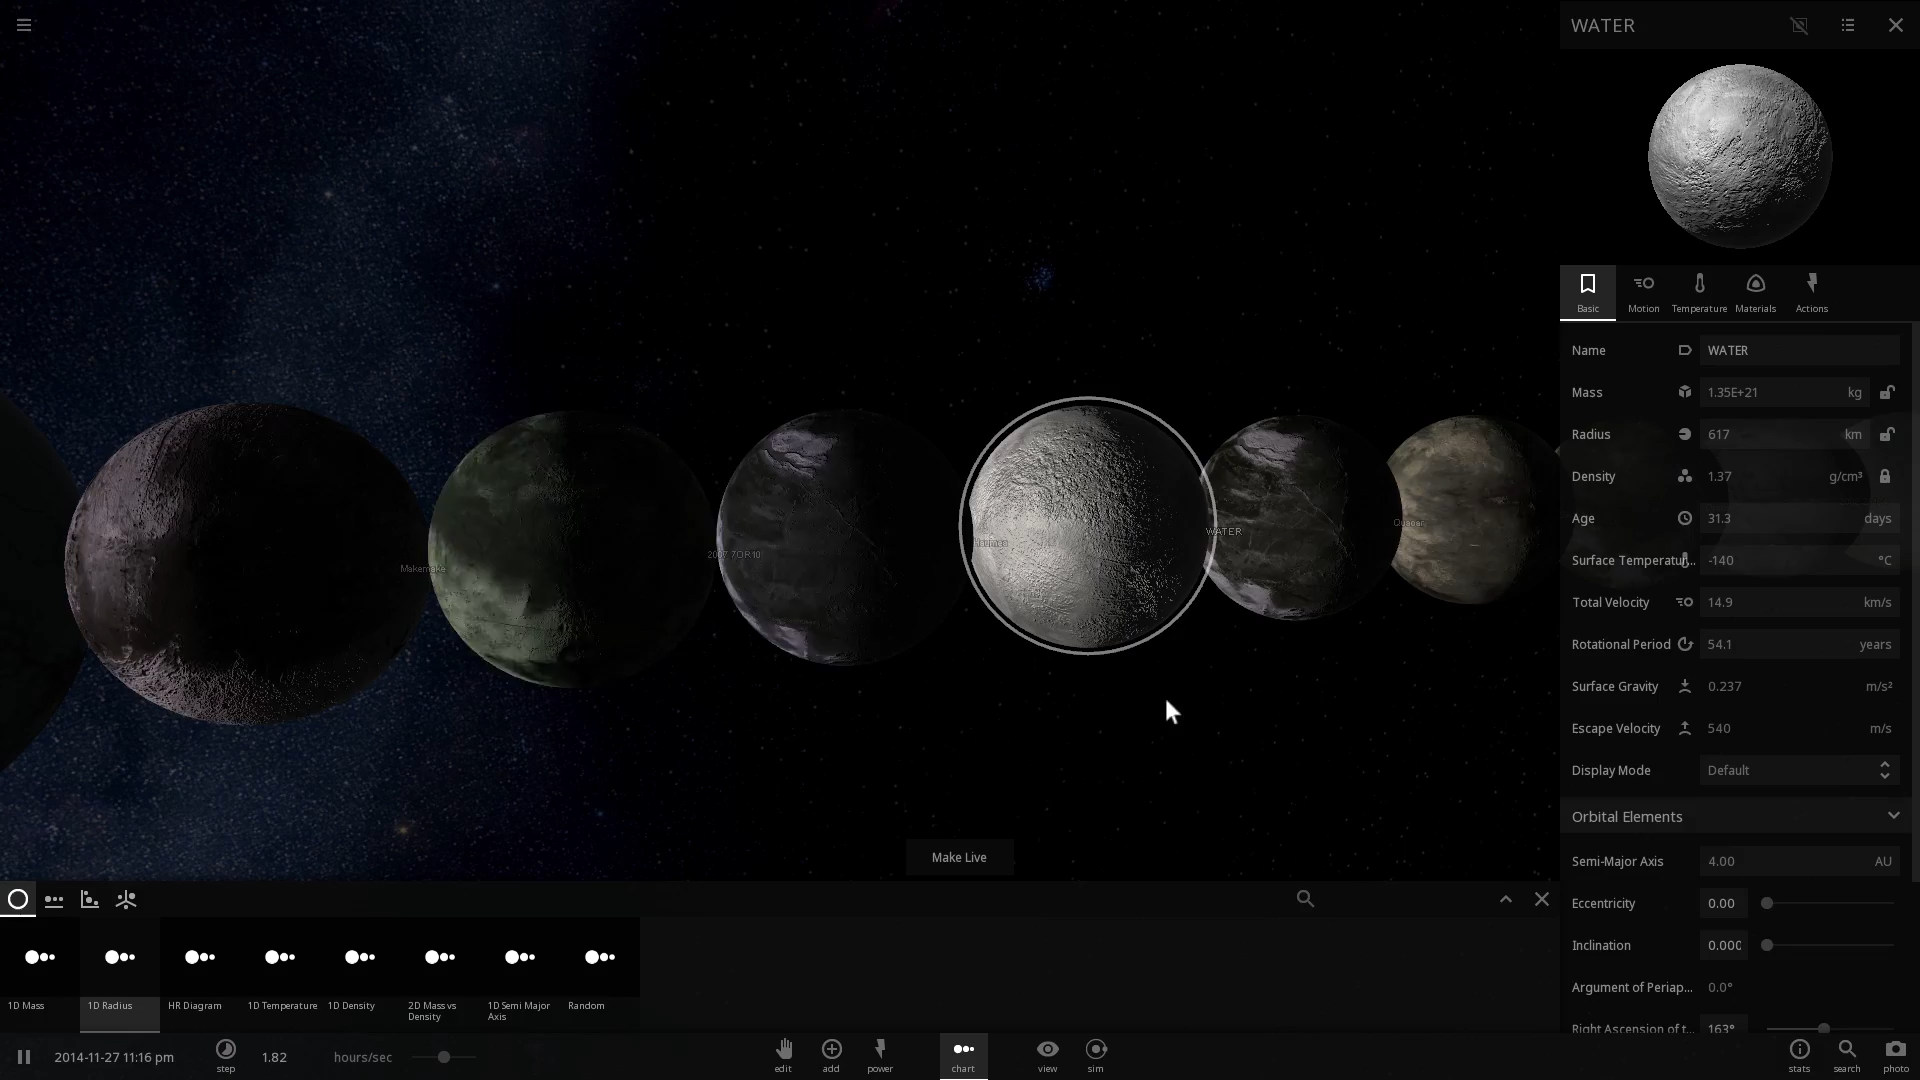 WATER
Basic
Motion
Temperature
Materials
Actions
Name
WATER
Mass
1.35E+21
kg
Radius
617
km
Density
1.37
g/cm³
Age
31.3
days
Surface Temperatur...
-140
°C
Total Velocity
14.9
km/s
Rotational Period
54.1
years
Surface Gravity
0.237
m/s²
Escape Velocity
540
m/s
Display Mode
Default
Orbital Elements
Semi-Major Axis
4.00
AU
Eccentricity
0.00
Inclination
0.000
Argument of Periap...
0.0°
Right Ascension of t...
163°
Makemake
2007 7OR10
Haumea
WATER
Quaoar
Make Live
1D Mass
1D Radius
HR Diagram
1D Temperature
1D Density
2D Mass vs
Density
1D Semi Major
Axis
Random
2014-11-27 11:16 pm
step
1.82
hours/sec
edit
add
power
chart
view
sim
stats
search
photo